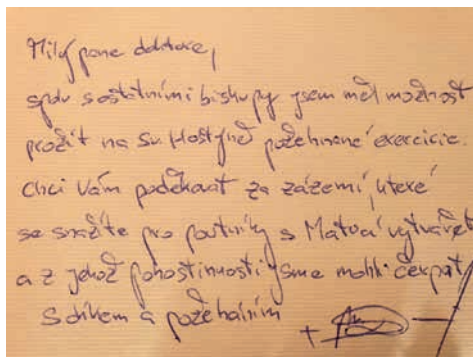 Milý pane doktore,
spolu s ostatními biskupy jsem měl možnost
prožít na Sv. Hostýně požehnané exercicie.
Chci Vám poděkovat za zázemí, které
se snažíte pro poutníky s Maticí vytvářet
a z jehož pohostinnosti jsme mohli čerpat.
S díkem a požehnáním
+